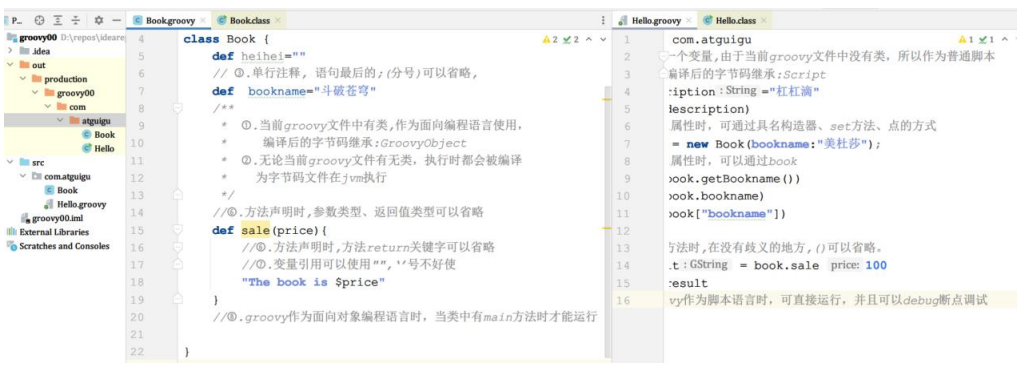 P...
groovy00 D:\repos\ideare
.idea
out
production
groovy00
com
atguigu
Book
Hello
src
com.atguigu
Book
Hello.groovy
groovy00.iml
External Libraries
Scratches and Consoles
Book.groovy × Book.class ×
2 2
4 class Book {
5 def heihei=""
6 // ①.单行注释, 语句最后的;(分号)可以省略,
7 def bookname="斗破苍穹"
8 /**
9 * ①.当前groovy文件中有类,作为面向编程语言使用,
10 * 编译后的字节码继承:GroovyObject
11 * ②.无论当前groovy文件有无类，执行时都会被编译
12 * 为字节码文件在jvm执行
13 */
14 //⑥.方法声明时,参数类型、返回值类型可以省略
15 def sale(price){
16 //⑥.方法声明时,方法return关键字可以省略
17 //⑦.变量引用可以使用"",''号不好使
18 "The book is $price"
19 }
20 //⑧.groovy作为面向对象编程语言时，当类中有main方法时才能运行
21
22 }
Hello.groovy × Hello.class ×
1 1
1 com.atguigu
2 一个变量,由于当前groovy文件中没有类，所以作为普通脚本
3 编译后的字节码继承:Script
4 ription : String ="杠杠滴"
5 description)
6 属性时，可通过具名构造器、set方法、点的方式
7 = new Book(bookname:"美杜莎");
8 属性时，可以通过book
9 book.getBookname())
10 book.bookname)
11 book["bookname"])
12
13 方法时,在没有歧义的地方,()可以省略。
14 t : GString = book.sale price: 100
15 result
16 vy作为脚本语言时，可直接运行，并且可以debug断点调试